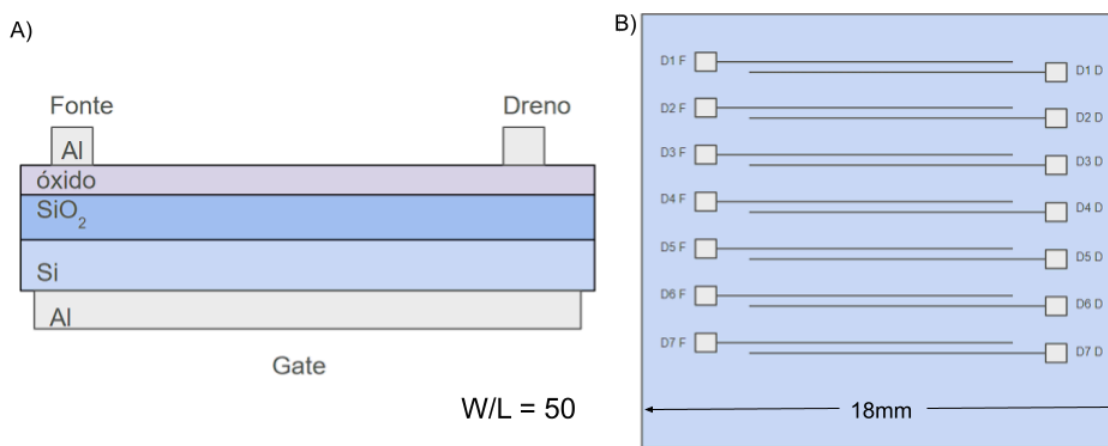 A)
Fonte
Dreno
Al
óxido
SiO₂
Si
Al
Gate
W/L = 50
B)
D1 F
D1 D
D2 F
D2 D
D3 F
D3 D
D4 F
D4 D
D5 F
D5 D
D6 F
D6 D
D7 F
D7 D
18mm